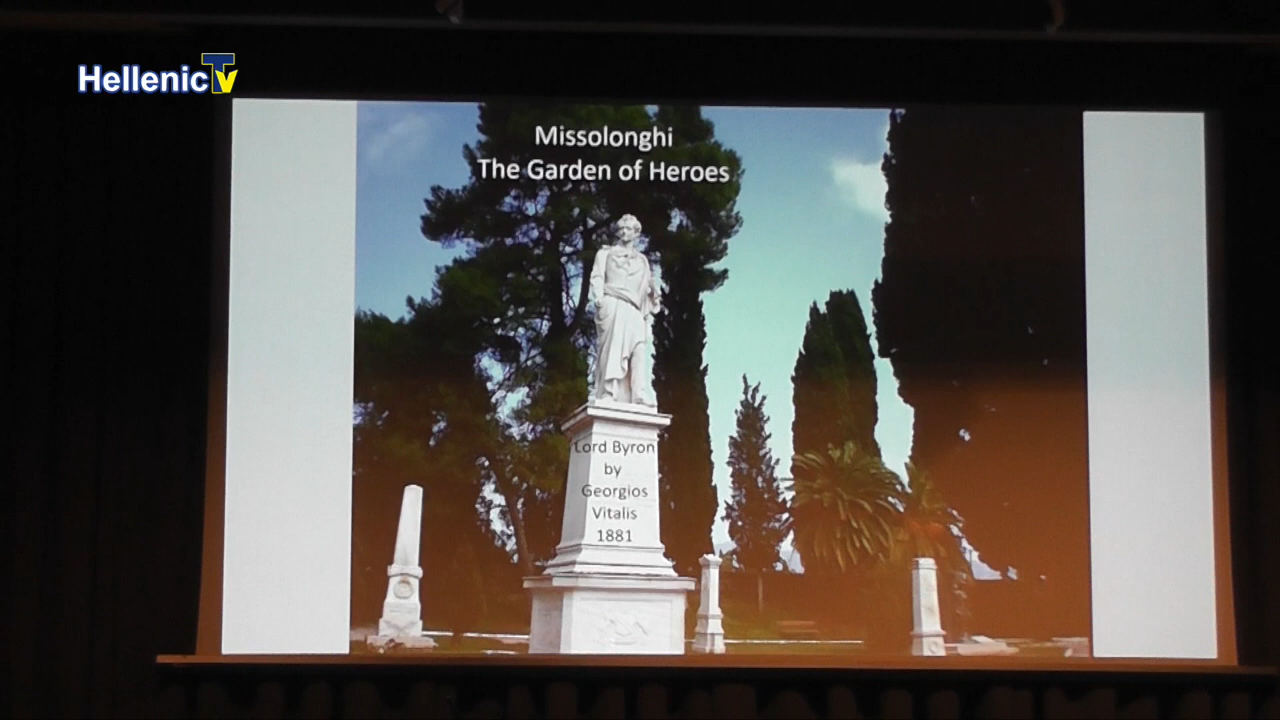 HellenicTv
Missolonghi
The Garden of Heroes
Lord Byron
by
Georgios
Vitalis
1881